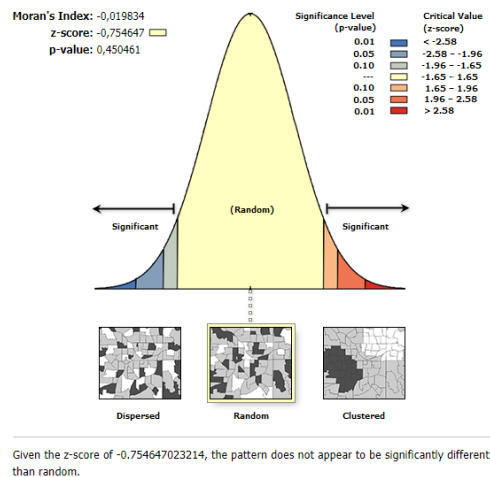 Moran's Index: -0,019834
z-score: -0,754647
p-value: 0,450461
Significance Level
(p-value)
Critical Value
(z-score)
0.01 < -2.58
0.05 -2.58 – -1.96
0.10 -1.96 – -1.65
--- -1.65 – 1.65
0.10 1.65 – 1.96
0.05 1.96 – 2.58
0.01 > 2.58
(Random)
Significant Significant
Dispersed Random Clustered
Given the z-score of -0.754647023214, the pattern does not appear to be significantly different
than random.